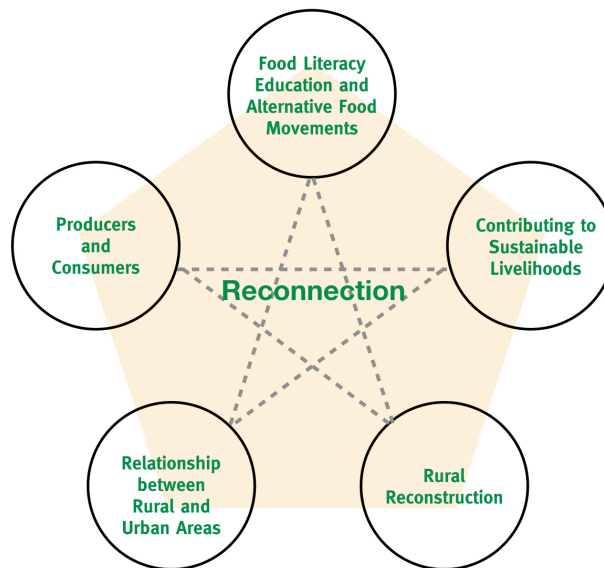 Food Literacy
Education and
Alternative Food
Movements
Producers
and
Consumers
Contributing to
Sustainable
Livelihoods
Reconnection
Relationship
between
Rural and
Urban Areas
Rural
Reconstruction